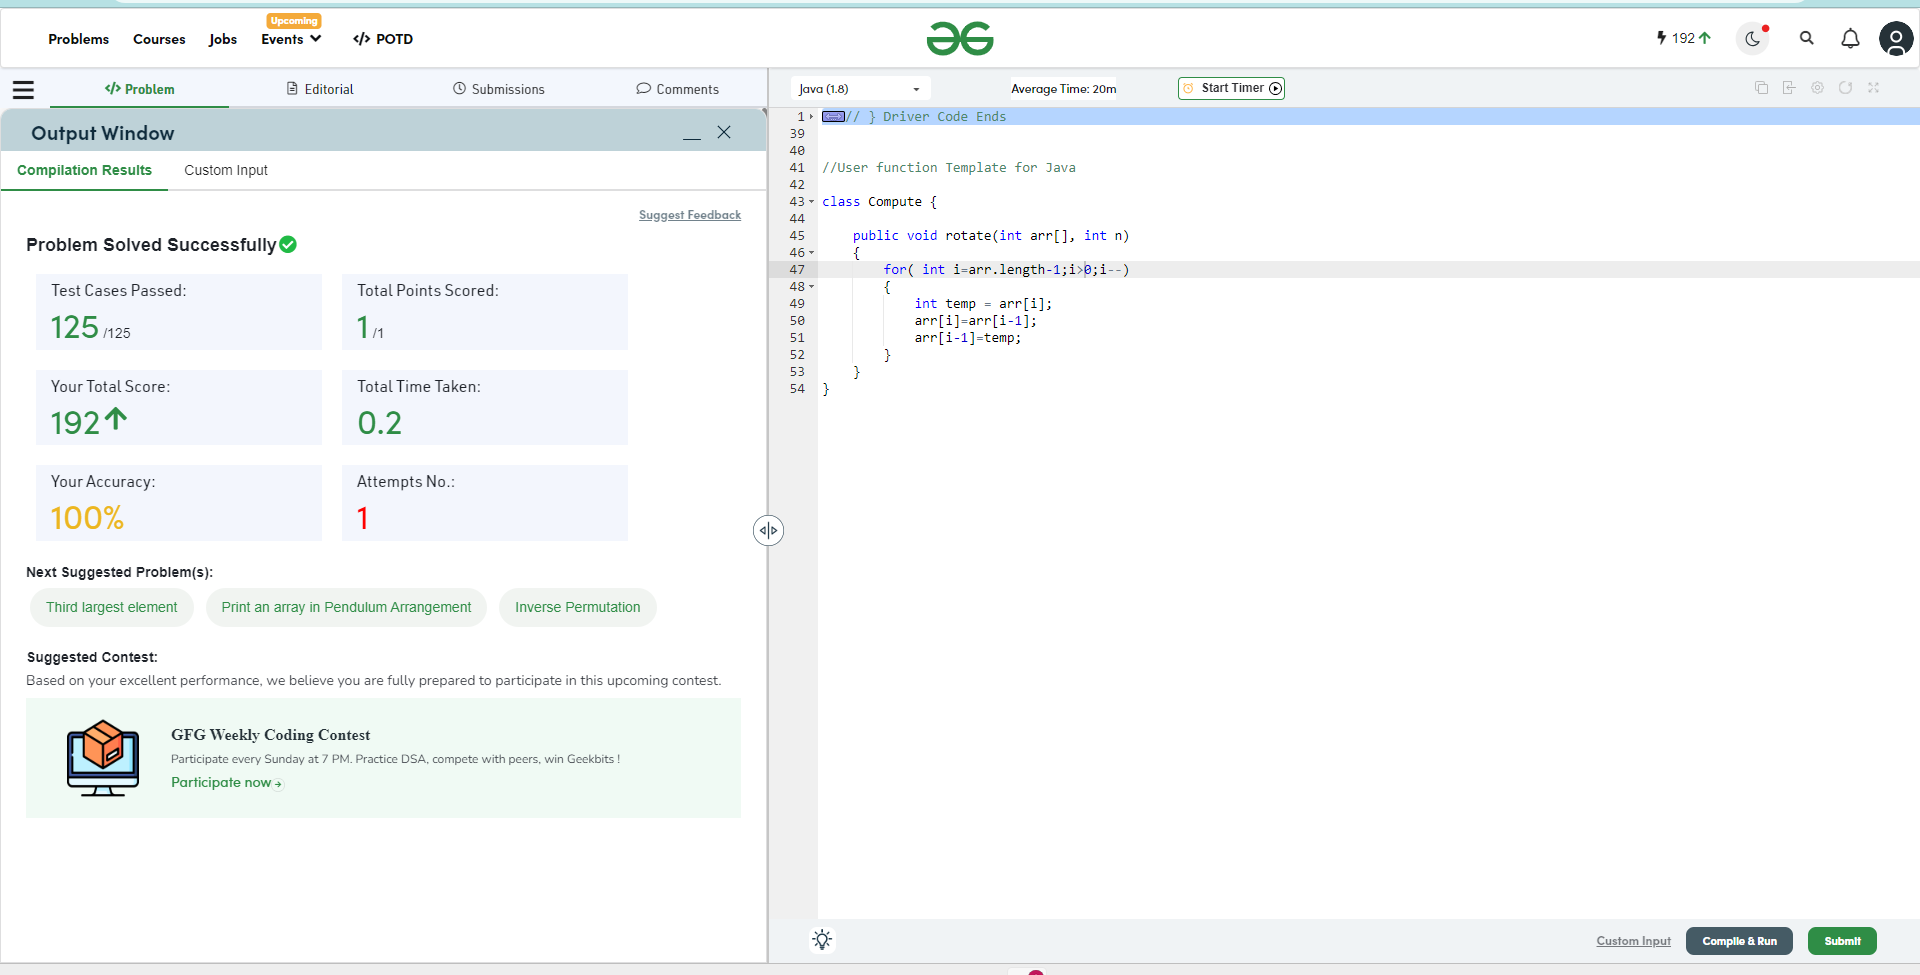 Problems
Courses
Jobs
Upcoming
Events
</> POTD
192
</> Problem
Editorial
Submissions
Comments
Java (1.8)
Average Time: 20m
Start Timer
Output Window
Compilation Results
Custom Input
Suggest Feedback
Problem Solved Successfully
Test Cases Passed:
125 /125
Total Points Scored:
1 /1
Your Total Score:
192
Total Time Taken:
0.2
Your Accuracy:
100%
Attempts No.:
1
Next Suggested Problem(s):
Third largest element
Print an array in Pendulum Arrangement
Inverse Permutation
Suggested Contest:
Based on your excellent performance, we believe you are fully prepared to participate in this upcoming contest.
GFG Weekly Coding Contest
Participate every Sunday at 7 PM. Practice DSA, compete with peers, win Geekbits !
Participate now
1 // } Driver Code Ends
39
40
41 //User function Template for Java
42
43 class Compute {
44
45     public void rotate(int arr[], int n)
46     {
47         for( int i=arr.length-1;i>0;i--)
48         {
49             int temp = arr[i];
50             arr[i]=arr[i-1];
51             arr[i-1]=temp;
52         }
53     }
54 }
Custom Input
Compile & Run
Submit